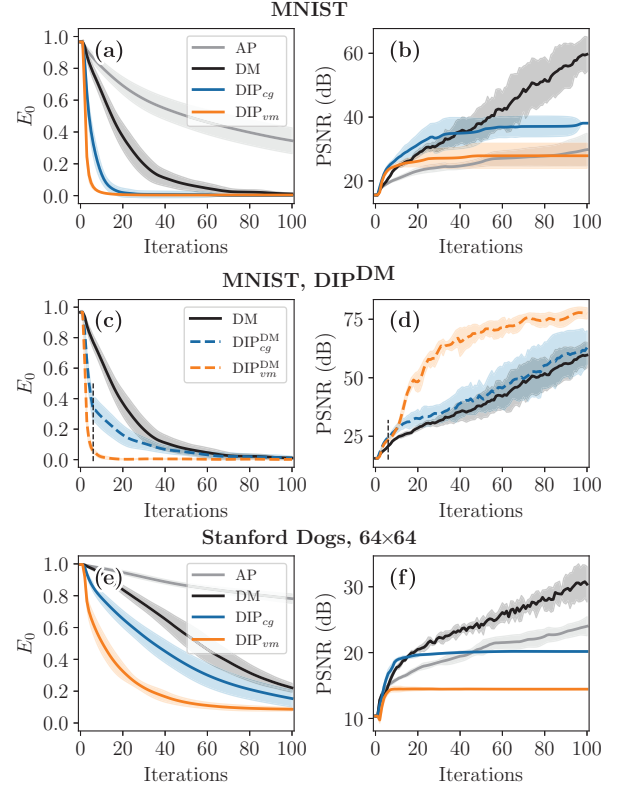 MNIST
(a)
AP
DM
DIP_cg
DIP_vm
E_0
1.0
0.8
0.6
0.4
0.2
0.0
0 20 40 60 80 100
Iterations
(b)
PSNR (dB)
60
40
20
0 20 40 60 80 100
Iterations
MNIST, DIP^DM
(c)
DM
DIP_cg^DM
DIP_vm^DM
E_0
1.0
0.8
0.6
0.4
0.2
0.0
0 20 40 60 80 100
Iterations
(d)
PSNR (dB)
75
50
25
0 20 40 60 80 100
Iterations
Stanford Dogs, 64×64
(e)
AP
DM
DIP_cg
DIP_vm
E_0
1.0
0.8
0.6
0.4
0.2
0.0
0 20 40 60 80 100
Iterations
(f)
PSNR (dB)
30
20
10
0 20 40 60 80 100
Iterations